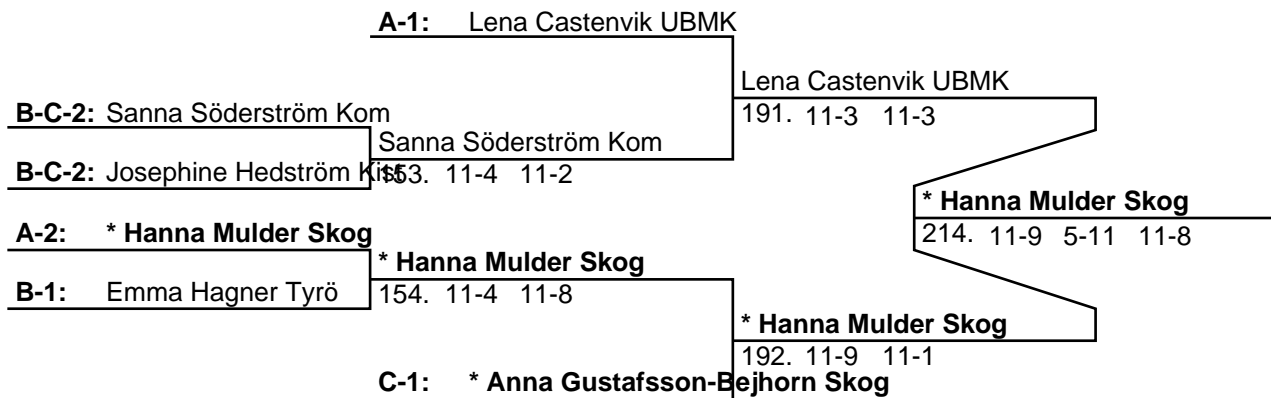 A-1: Lena Castenvik UBMK
Lena Castenvik UBMK
B-C-2: Sanna Söderström Kom
191. 11-3 11-3
Sanna Söderström Kom
B-C-2: Josephine Hedström Kist
153. 11-4 11-2
* Hanna Mulder Skog
A-2: * Hanna Mulder Skog
214. 11-9 5-11 11-8
* Hanna Mulder Skog
B-1: Emma Hagner Tyrö
154. 11-4 11-8
* Hanna Mulder Skog
192. 11-9 11-1
C-1: * Anna Gustafsson-Bejhorn Skog